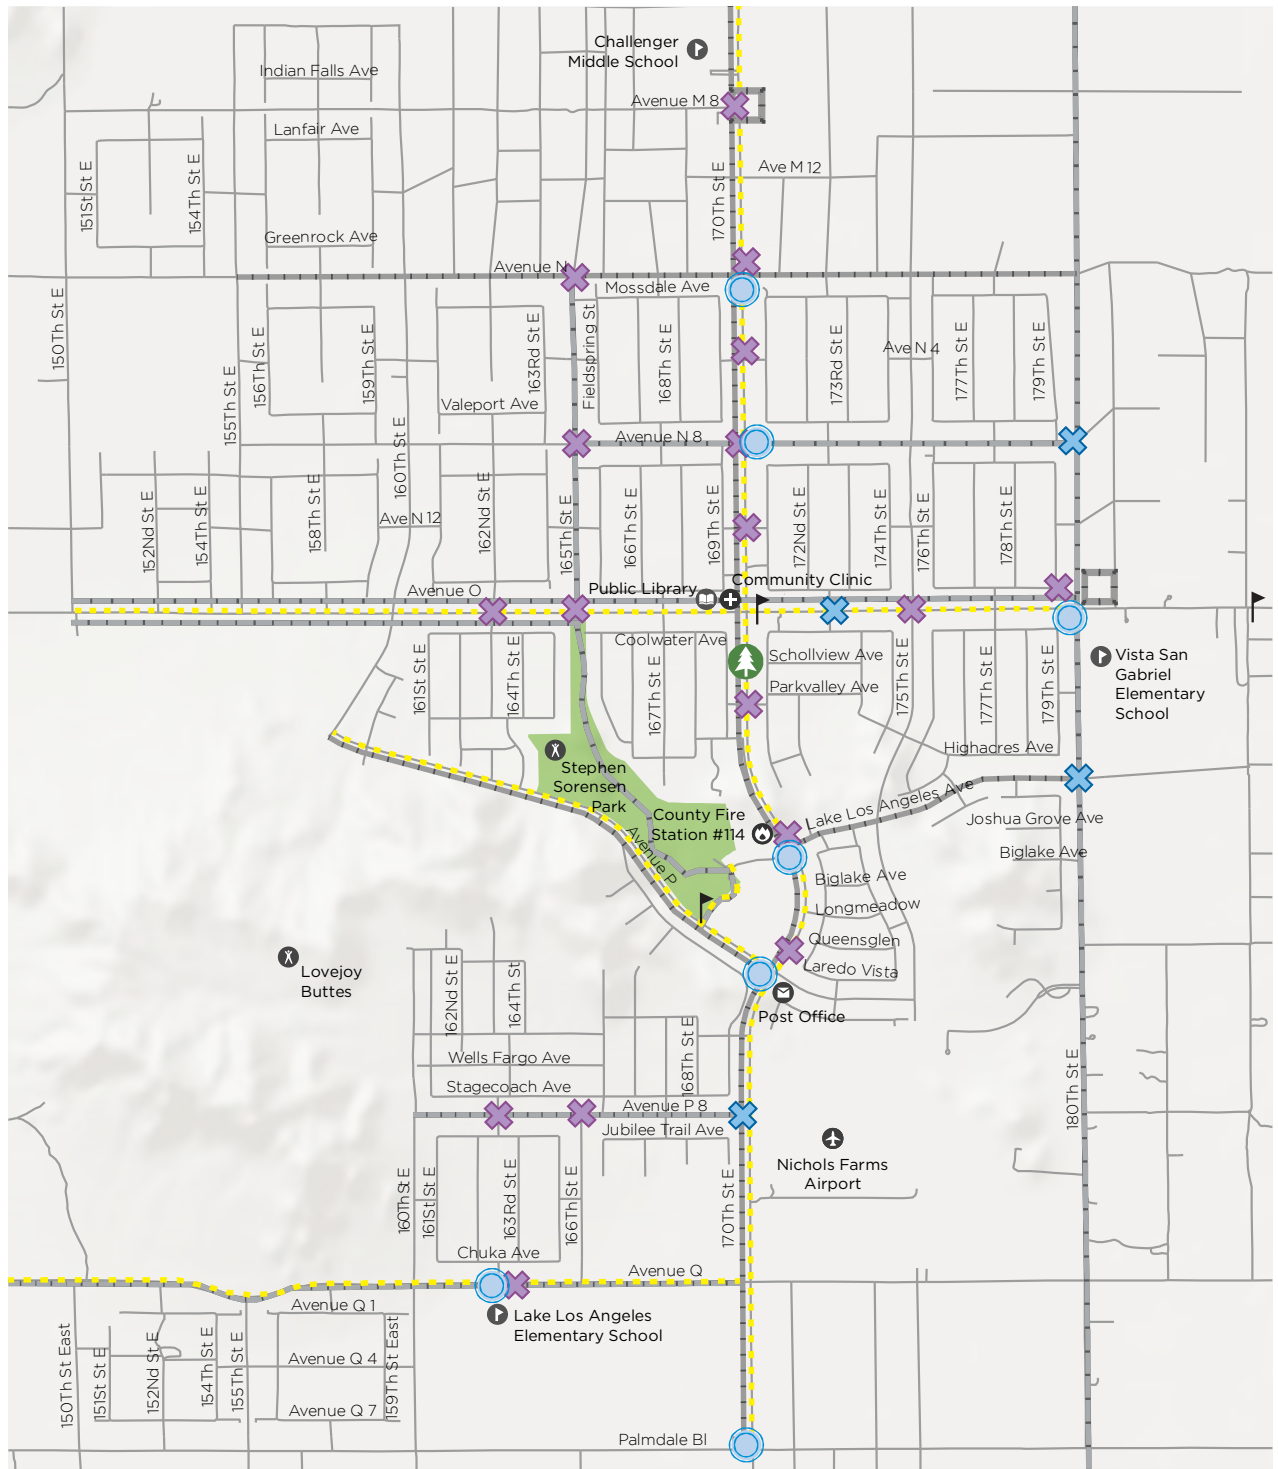 Challenger
Middle School
Indian Falls Ave
Avenue M 8
Lanfair Ave
151St St E
154Th St E
170Th St E
Ave M 12
Greenrock Ave
Avenue N
Mossdale Ave
150Th St E
155Th St E
156Th St E
159Th St E
160Th St E
163Rd St E
Fieldspring St
168Th St E
173Rd St E
Ave N 4
177Th St E
179Th St E
Valeport Ave
Avenue N 8
152Nd St E
154Th St E
158Th St E
Ave N 12
162Nd St E
165Th St E
166Th St E
169Th St E
172Nd St E
174Th St E
176Th St E
178Th St E
Avenue O
Public Library
Community Clinic
Coolwater Ave
Schollview Ave
Parkvalley Ave
161St St E
164Th St E
167Th St E
175Th St E
177Th St E
179Th St E
Vista San
Gabriel
Elementary
School
Highacres Ave
Stephen
Sorensen
Park
County Fire
Station #114
Lake Los Angeles Ave
Joshua Grove Ave
Biglake Ave
Avenue P
Biglake Ave
Longmeadow
Queensglen
Laredo Vista
Lovejoy
Buttes
162Nd St E
164Th St
Post Office
168Th St E
Wells Fargo Ave
Stagecoach Ave
Avenue P 8
Jubilee Trail Ave
180Th St E
Nichols Farms
Airport
160Th St E
161St St E
163Rd St E
166Th St E
170Th St E
Chuka Ave
Avenue Q
Avenue Q 1
Lake Los Angeles
Elementary School
150Th St East
151St St E
152Nd St E
154Th St E
155Th St E
159Th St East
Avenue Q 4
Avenue Q 7
Palmdale Bl